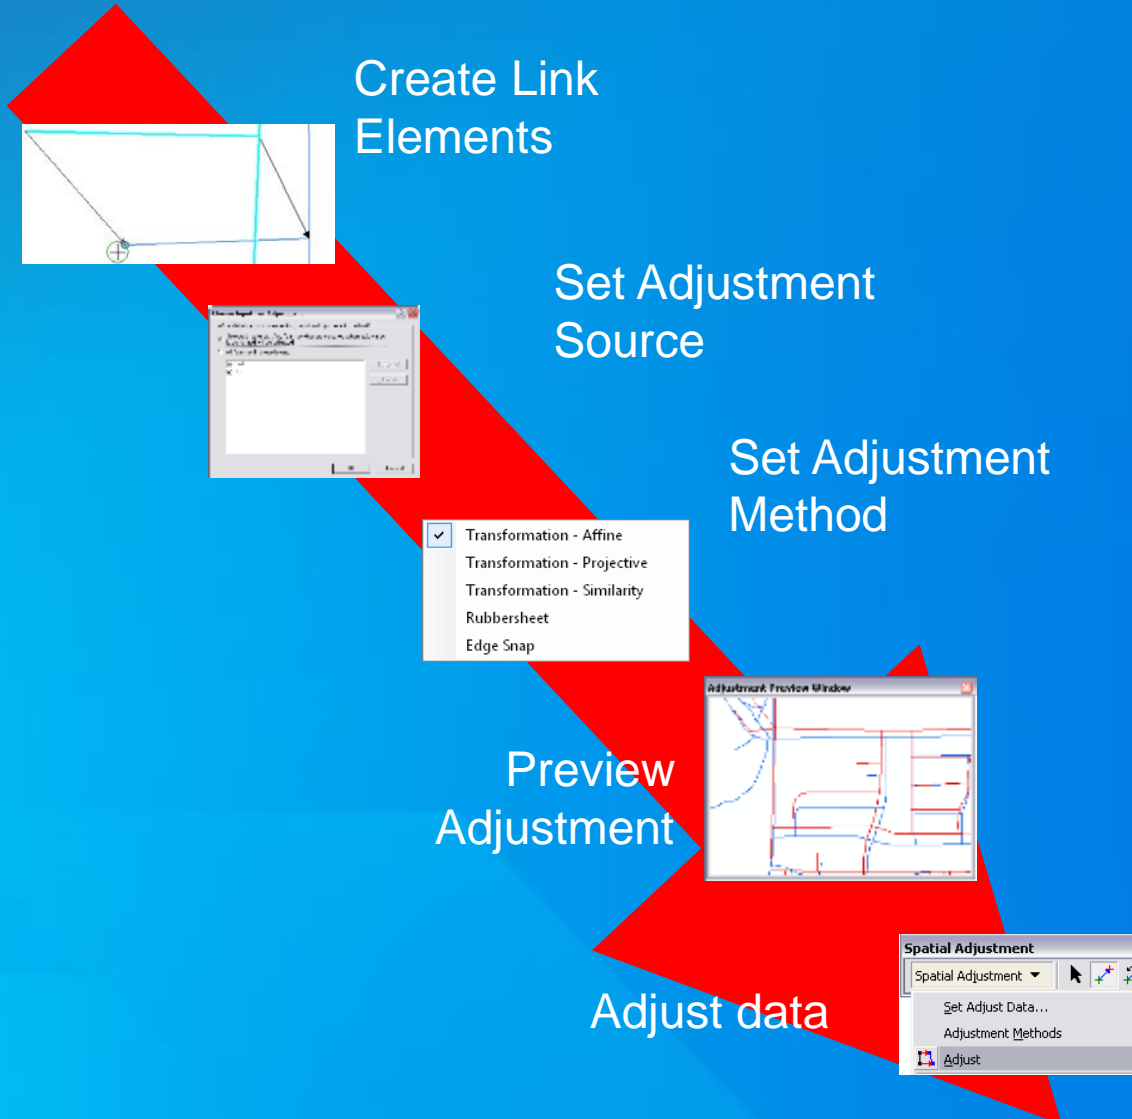 Create Link
Elements
Set Adjustment
Source
Set Adjustment
Method
Transformation - Affine
Transformation - Projective
Transformation - Similarity
Rubbersheet
Edge Snap
Adjustment Preview Window
Preview
Adjustment
Spatial Adjustment
Spatial Adjustment
Set Adjust Data...
Adjustment Methods
Adjust
Adjust data